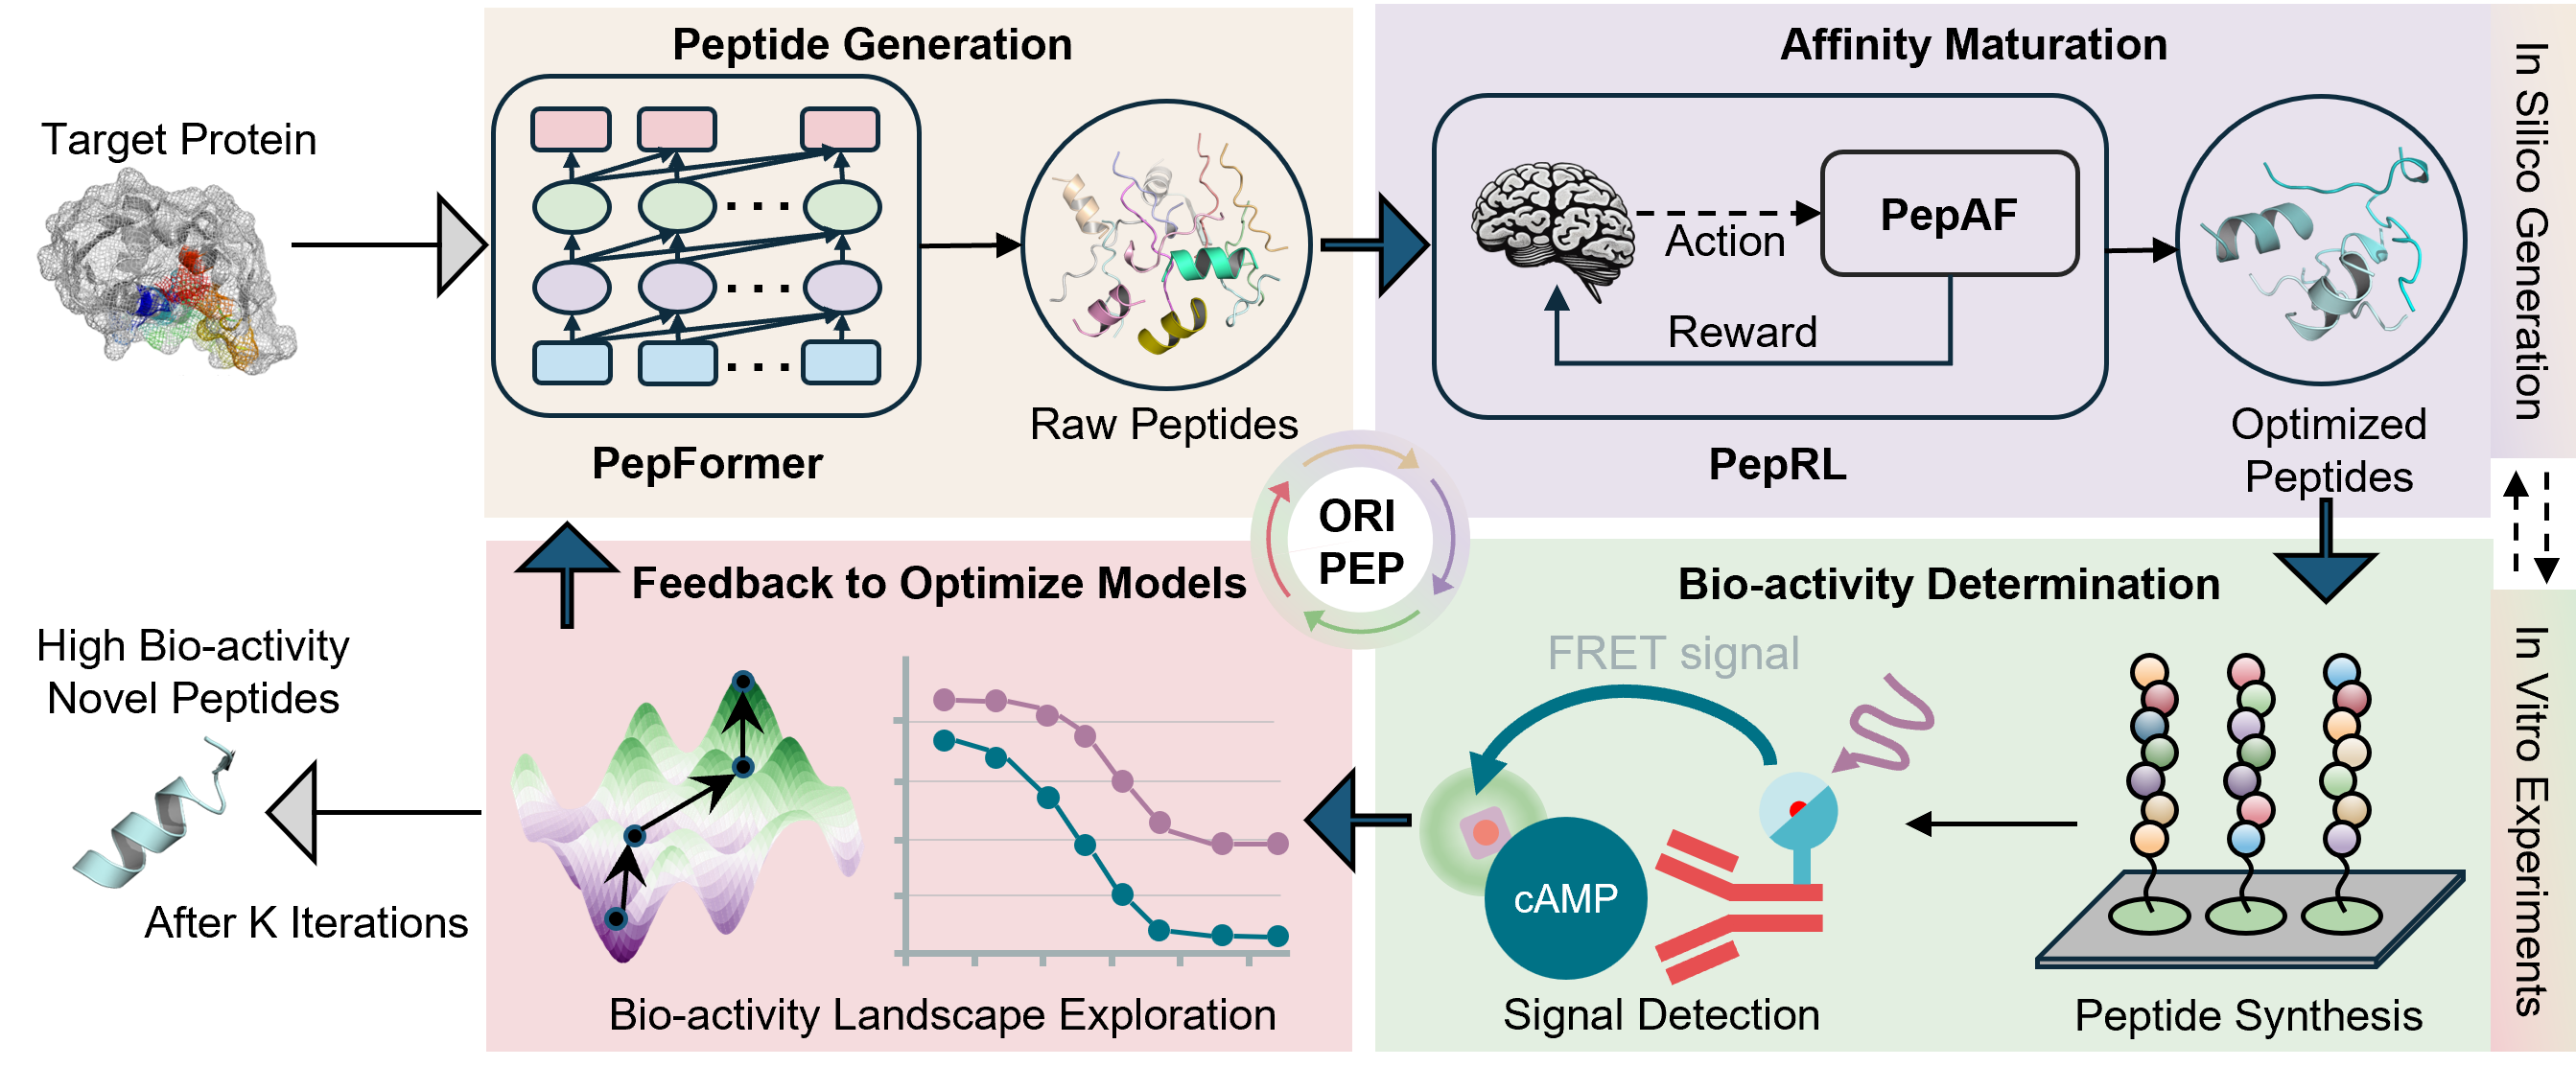 Peptide Generation
Target Protein
PepFormer
Raw Peptides
Affinity Maturation
Action
PepAF
Reward
PepRL
Optimized
Peptides
In Silico Generation
ORI
PEP
Bio-activity Determination
FRET signal
cAMP
Signal Detection
Peptide Synthesis
In Vitro Experiments
Feedback to Optimize Models
Bio-activity Landscape Exploration
High Bio-activity
Novel Peptides
After K Iterations